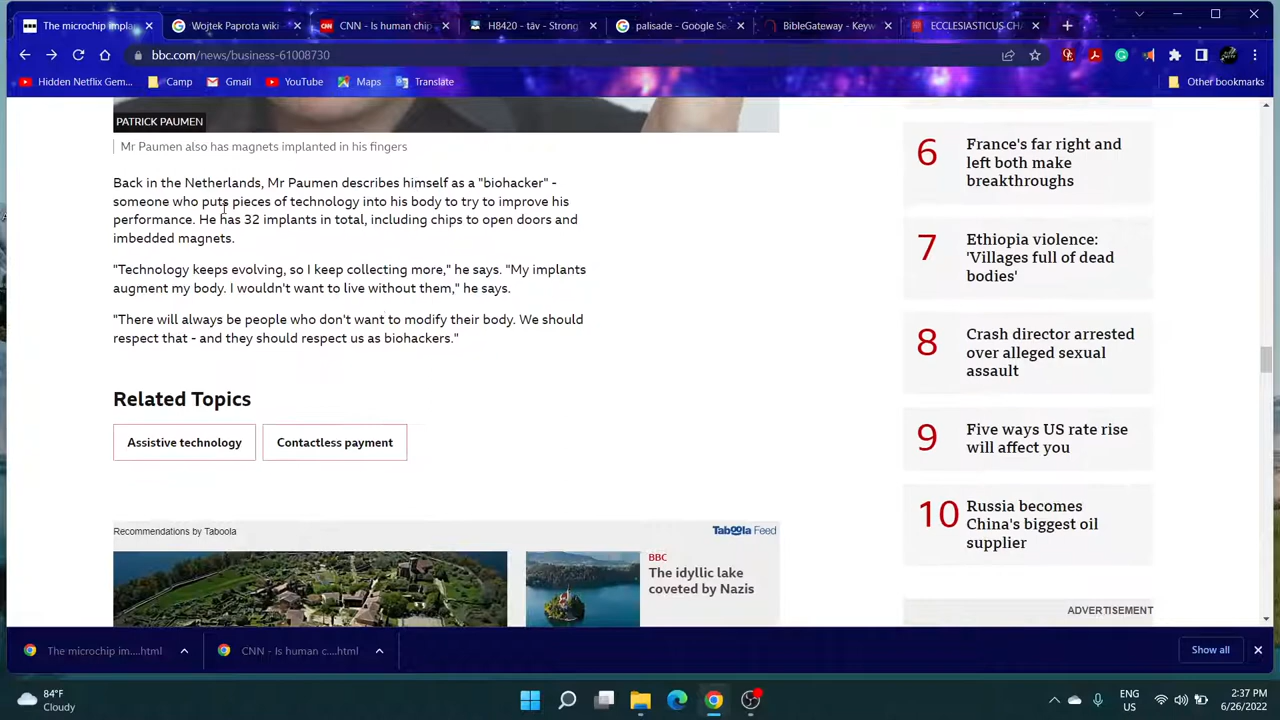 The microchip impla
Wojtek Paprota wiki
CNN - Is human chip
H8420 - tāv - Strong
palisade - Google Se
BibleGateway - Keyw
ECCLESIASTICUS CHA
bbc.com/news/business-61008730
Hidden Netflix Gem...
Camp
Gmail
YouTube
Maps
Translate
Other bookmarks
PATRICK PAUMEN
Mr Paumen also has magnets implanted in his fingers
Back in the Netherlands, Mr Paumen describes himself as a "biohacker" -
someone who puts pieces of technology into his body to try to improve his
performance. He has 32 implants in total, including chips to open doors and
imbedded magnets.
"Technology keeps evolving, so I keep collecting more," he says. "My implants
augment my body. I wouldn't want to live without them," he says.
"There will always be people who don't want to modify their body. We should
respect that - and they should respect us as biohackers."
Related Topics
Assistive technology
Contactless payment
Recommendations by Taboola
Taboola Feed
BBC
The idyllic lake
coveted by Nazis
6
France's far right and
left both make
breakthroughs
7
Ethiopia violence:
'Villages full of dead
bodies'
8
Crash director arrested
over alleged sexual
assault
9
Five ways US rate rise
will affect you
10
Russia becomes
China's biggest oil
supplier
ADVERTISEMENT
The microchip im....html
CNN - Is human c....html
Show all
84°F
Cloudy
ENG
US
2:37 PM
6/26/2022